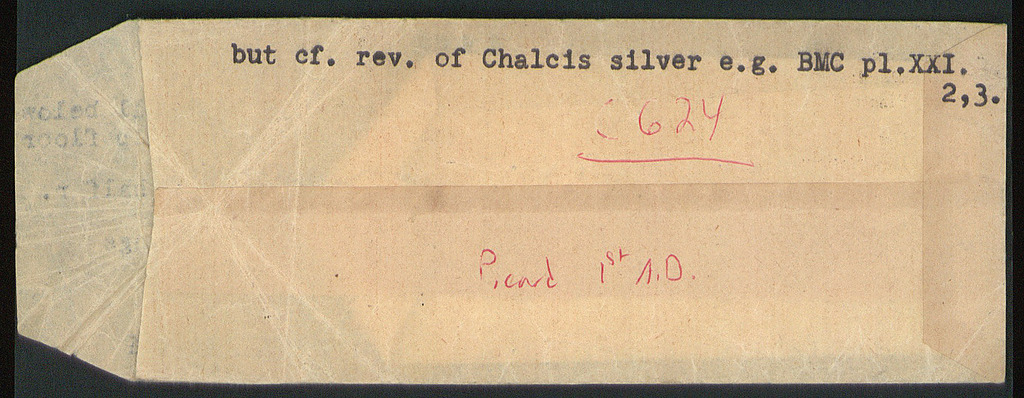 but cf. rev. of Chalcis silver e.g. BMC pl.XXI.
2,3.
624
Picard 1st A.D.